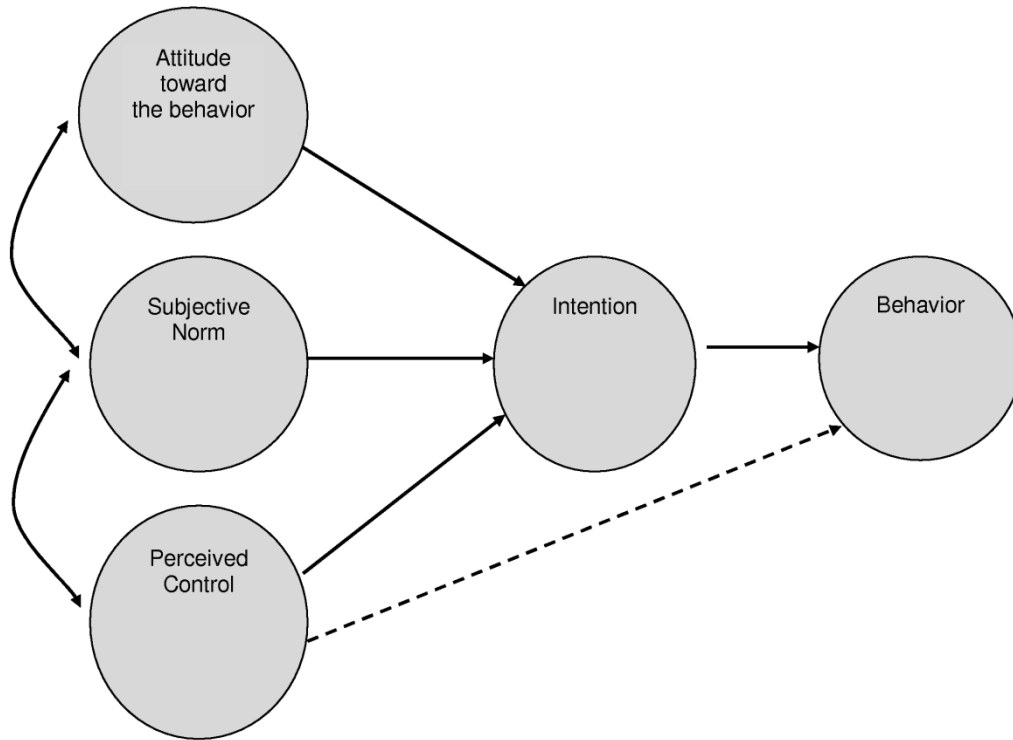 Attitude
toward
the behavior
Subjective
Norm
Intention
Behavior
Perceived
Control